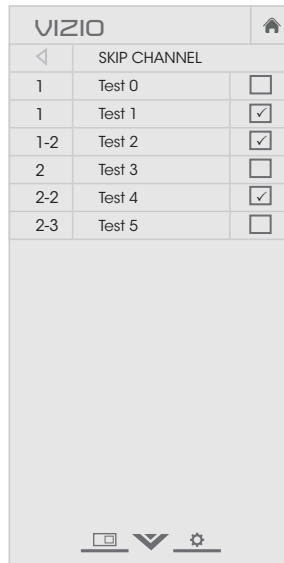 VIZIO
SKIP CHANNEL
1 Test 0
1 Test 1
1-2 Test 2
2 Test 3
2-2 Test 4
2-3 Test 5